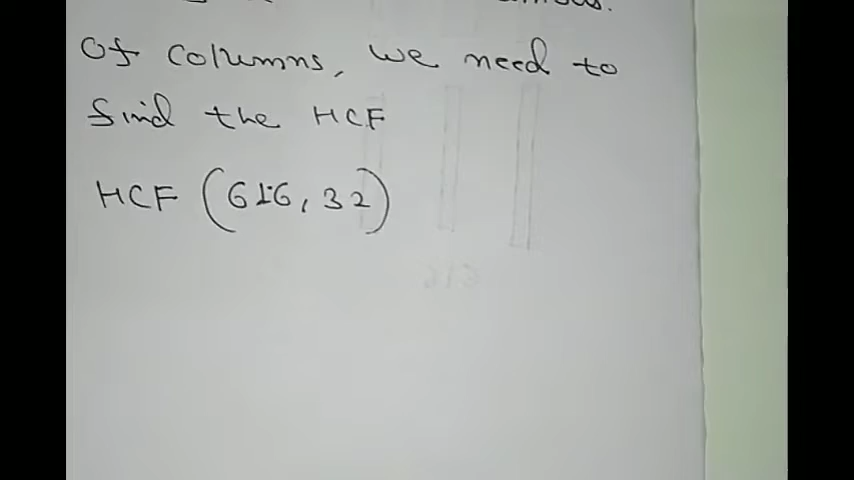 Of columns, we need to
find the HCF
HCF (616, 32)